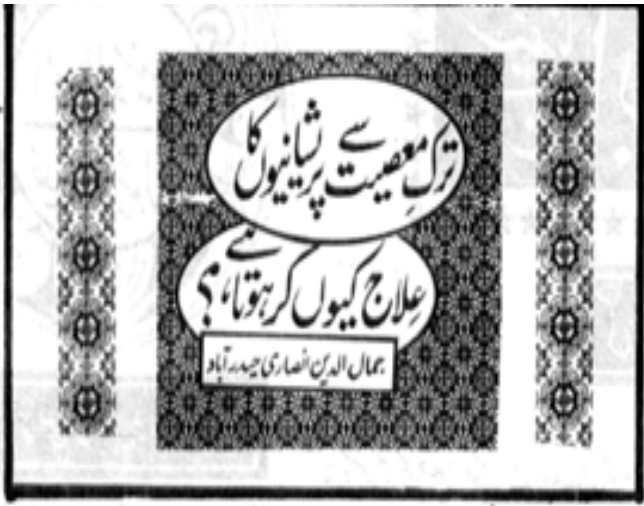 ترکِ معصیت سے پریشانیوں کا
علاج کیوں کر ہوتا ہے؟
جمال الدین انصاری حیدرآباد